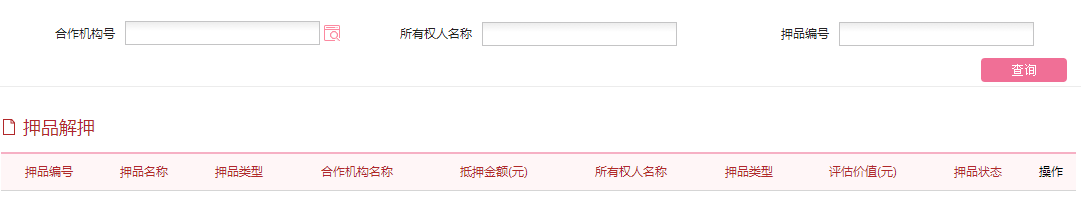 合作机构号 所有权人名称 押品编号
查询
押品解押
押品编号 押品名称 押品类型 合作机构名称 抵押金额(元) 所有权人名称 押品类型 评估价值(元) 押品状态 操作